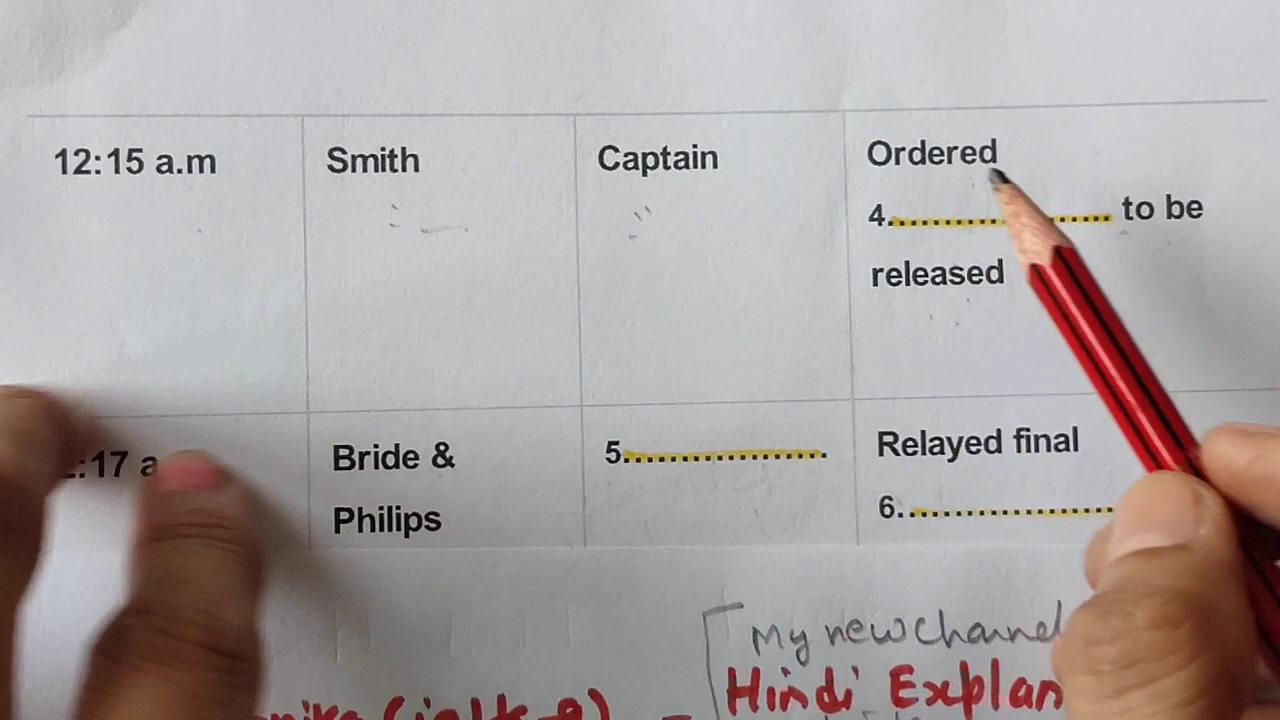 12:15 a.m Smith Captain Ordered
4.................... to be
released
:17 a Bride & 5.................. Relayed final
Philips 6...................
My new channel
Hindi Explan